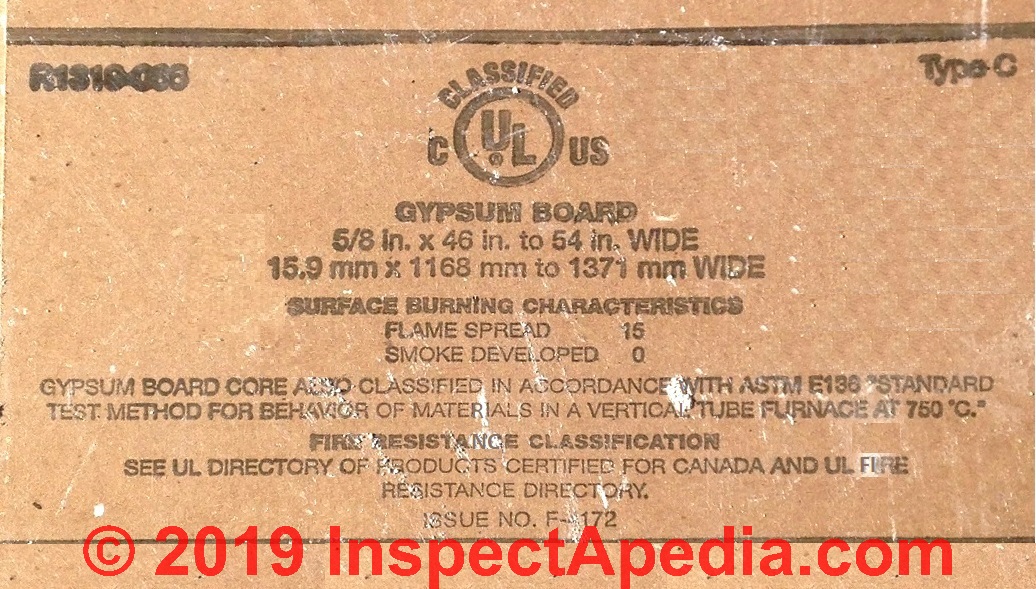 Type C
CLASSIFIED
C UL US
GYPSUM BOARD
5/8 in. x 46 in. to 54 in. WIDE
15.9 mm x 1168 mm to 1371 mm WIDE
SURFACE BURNING CHARACTERISTICS
FLAME SPREAD 15
SMOKE DEVELOPED 0
GYPSUM BOARD CORE ALSO CLASSIFIED IN ACCORDANCE WITH ASTM E136 "STANDARD
TEST METHOD FOR BEHAVIOR OF MATERIALS IN A VERTICAL TUBE FURNACE AT 750 °C."
FIRE RESISTANCE CLASSIFICATION
SEE UL DIRECTORY OF PRODUCTS CERTIFIED FOR CANADA AND UL FIRE
RESISTANCE DIRECTORY.
ISSUE NO. 
© 2019 InspectApedia.com